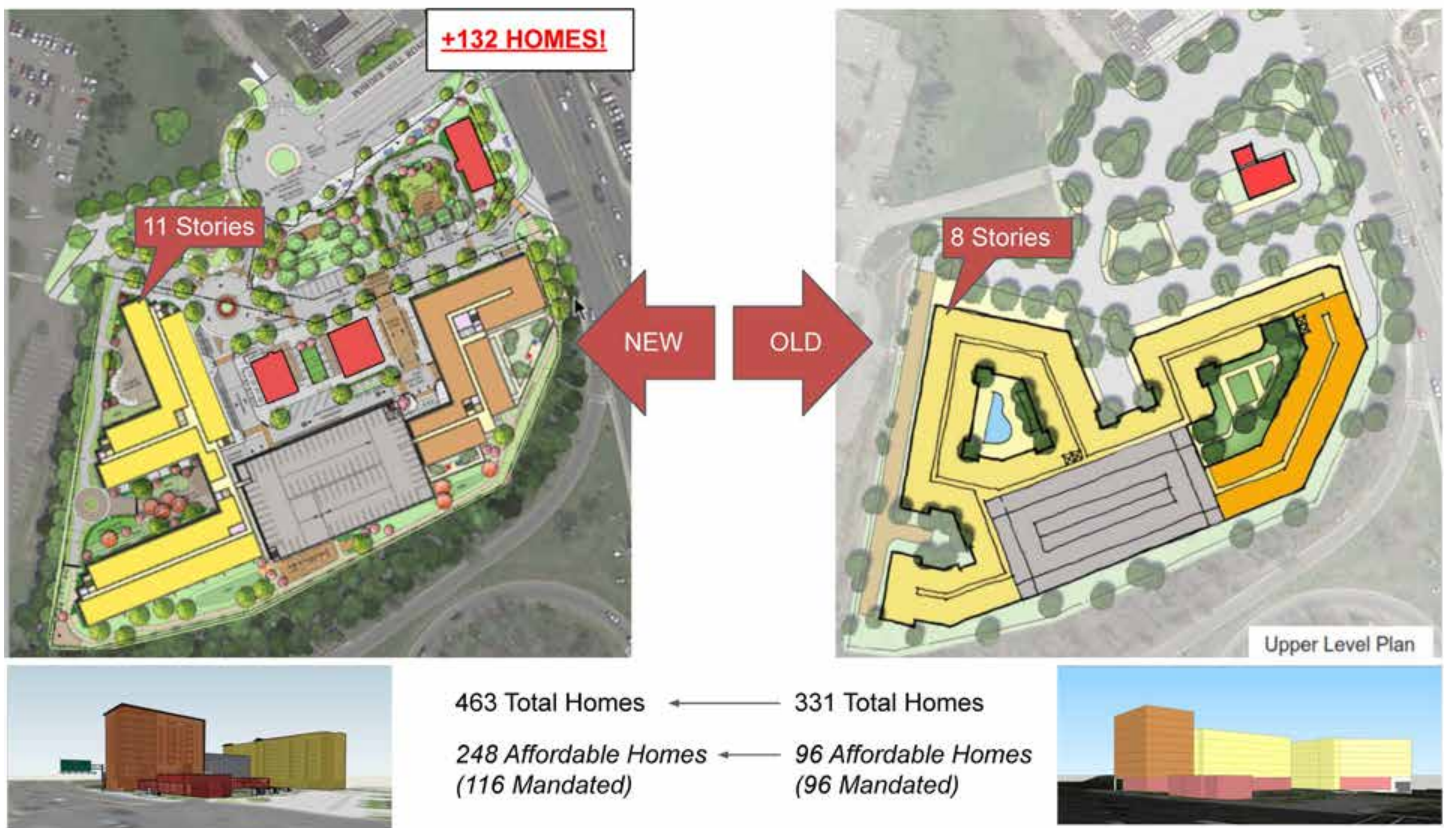 +132 HOMES!
11 Stories
8 Stories
NEW
OLD
Upper Level Plan
463 Total Homes
331 Total Homes
248 Affordable Homes
(116 Mandated)
96 Affordable Homes
(96 Mandated)